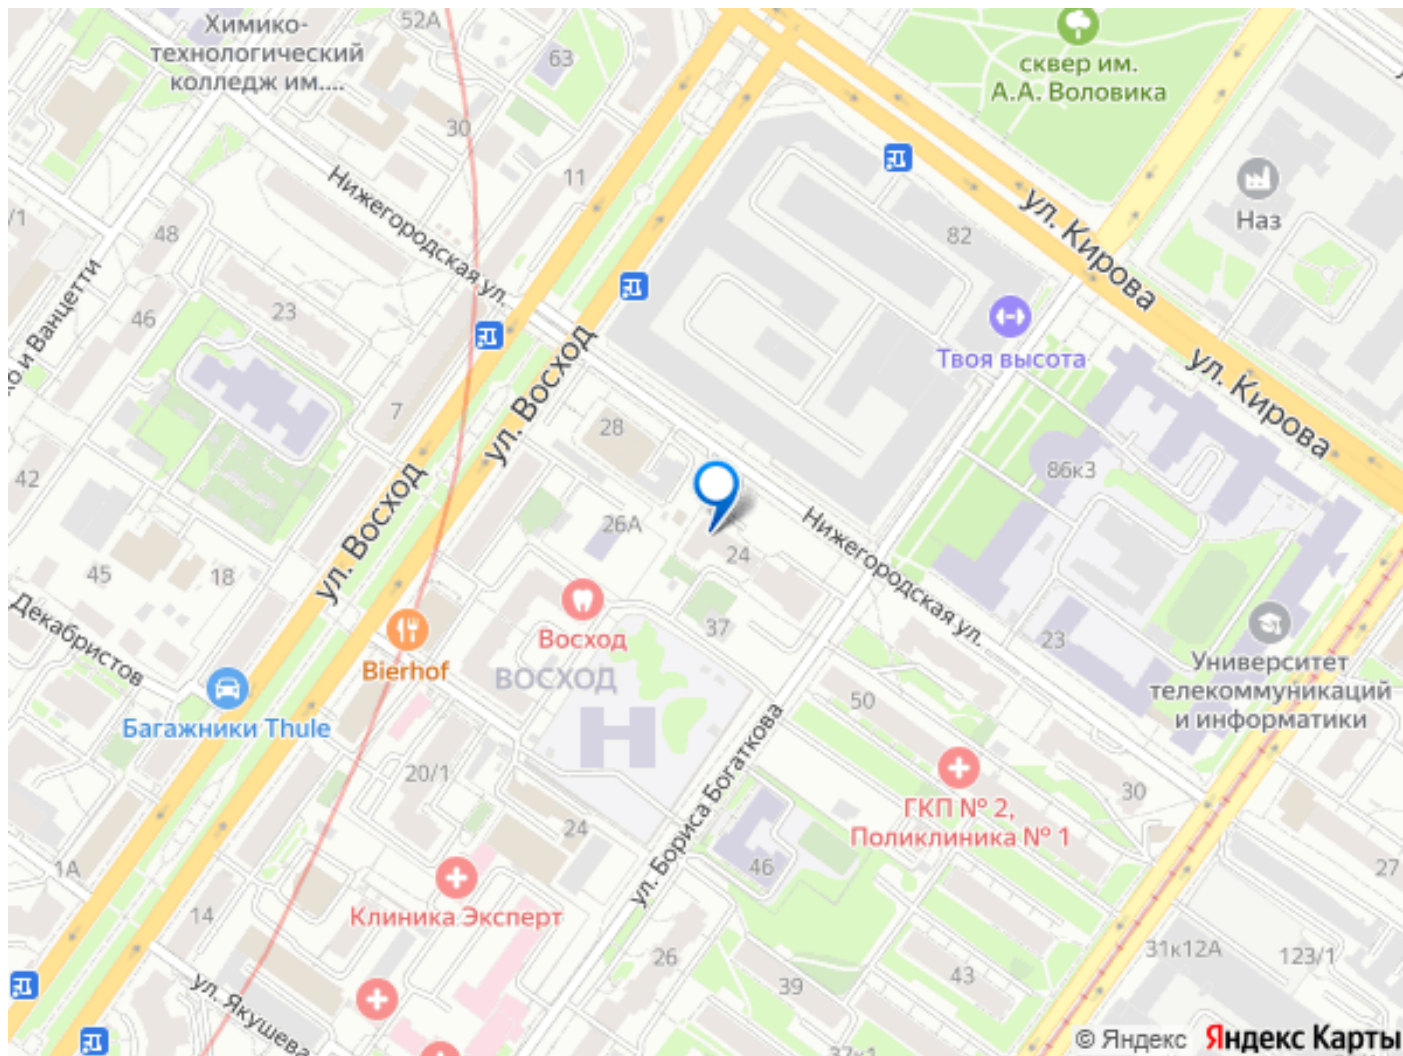 Химико-
технологический
колледж им....
52А
63
сквер им.
А.А. Воловика
30
11
Нижегородская ул.
ул. Кирова
Наз
/1
48
82
46
23
Твоя высота
ул. Кирова
о и Ванцетти
ул. Восход
7
28
86к3
42
ул. Восход
26А
24
Нижегородская ул.
45
18
Декабристов
Восход
37
23
Bierhof
ВОСХОД
Университет
телекоммуникаций
и информатики
Багажники Thule
50
ул. Бориса Богаткова
20/1
ГКП № 2,
Поликлиника № 1
30
24
46
27
1А
Клиника Эксперт
14
26
31к12А
123/1
43
39
ул. Якушева
37к1
© Яндекс
Яндекс Карты